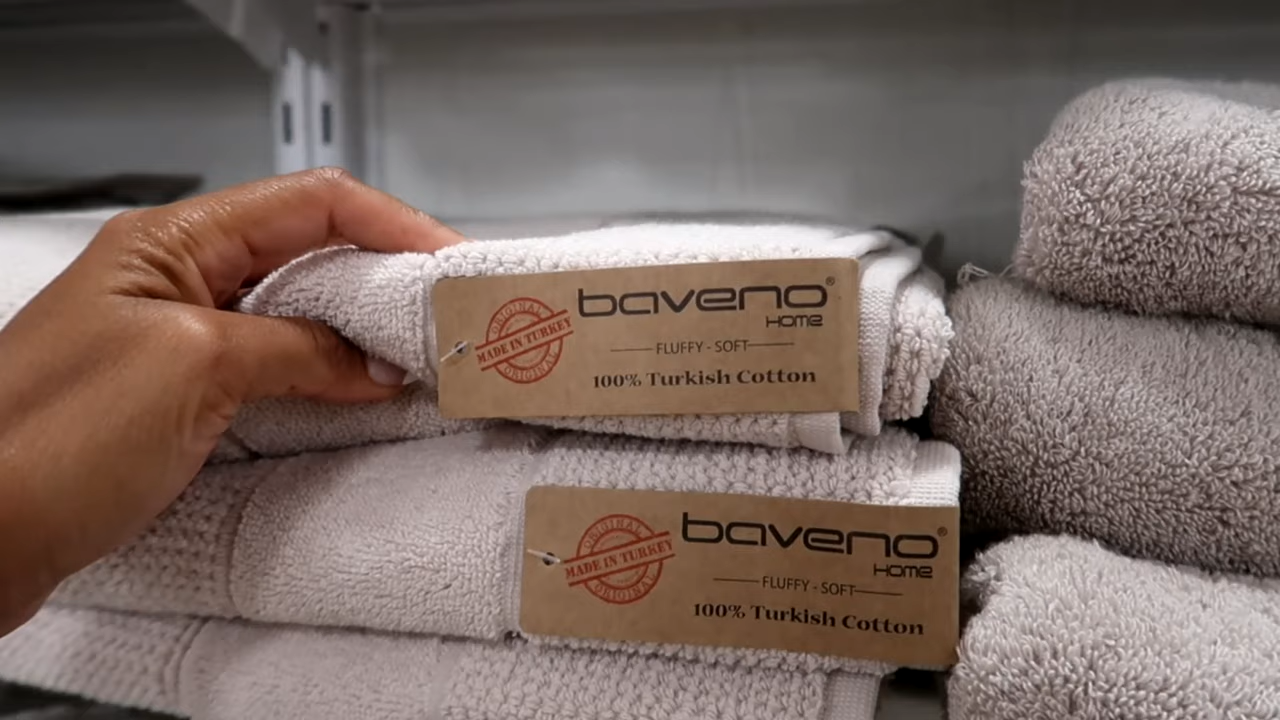 baveno®
HOME
ORIGINAL
MADE IN TURKEY
ORIGINAL
FLUFFY - SOFT
100% Turkish Cotton
baveno®
HOME
ORIGINAL
MADE IN TURKEY
ORIGINAL
FLUFFY - SOFT
100% Turkish Cotton